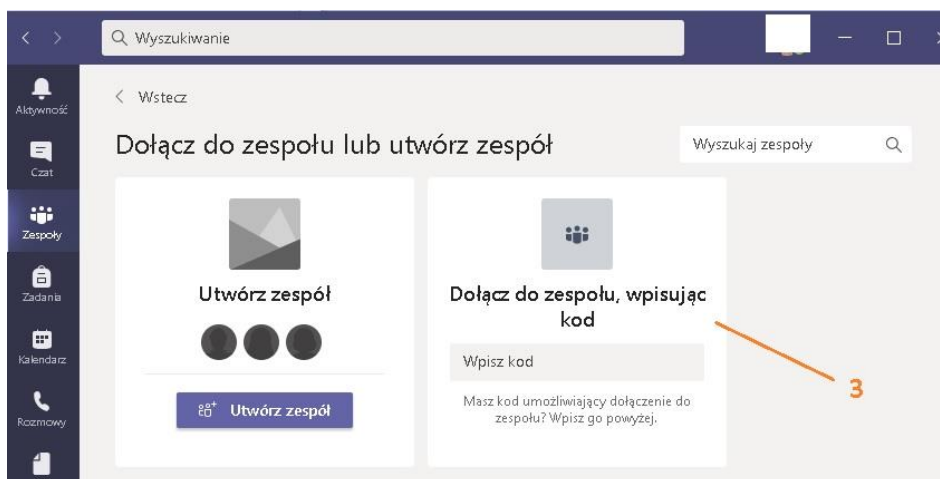 Wyszukiwanie
Aktywność
Czat
Zespoły
Zadania
Kalendarz
Rozmowy
Wstecz
Dołącz do zespołu lub utwórz zespół
Wyszukaj zespoły
Utwórz zespół
Utwórz zespół
Dołącz do zespołu, wpisując
kod
Wpisz kod
Masz kod umożliwiający dołączenie do
zespołu? Wpisz go powyżej.
3